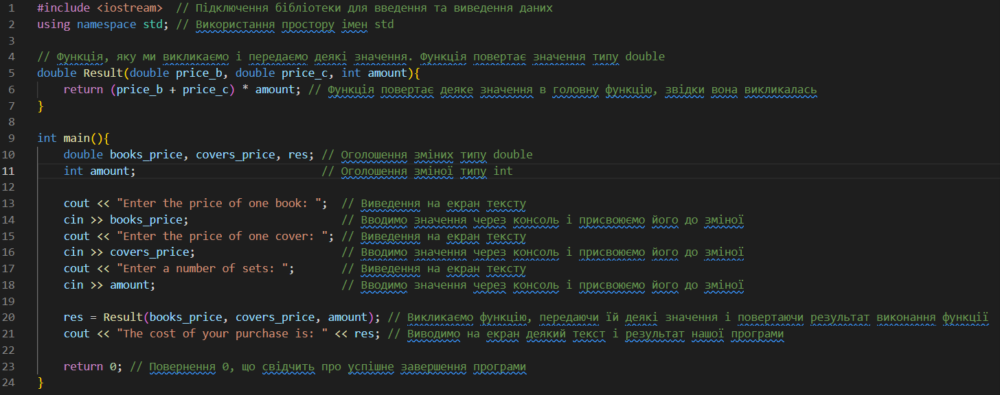 1 #include <iostream>  // Підключення бібліотеки для введення та виведення даних
2 using namespace std; // Використання простору імен std
3
4 // Функція, яку ми викликаємо і передаємо деякі значення. Функція повертає значення типу double
5 double Result(double price_b, double price_c, int amount){
6     return (price_b + price_c) * amount; // Функція повертає деяке значення в головну функцію, звідки вона викликалась
7 }
8
9 int main(){
10     double books_price, covers_price, res; // Оголошення зміних типу double
11     int amount;                            // Оголошення зміної типу int
12
13     cout << "Enter the price of one book: ";  // Виведення на екран тексту
14     cin >> books_price;                       // Вводимо значення через консоль і присвоюємо його до зміної
15     cout << "Enter the price of one cover: "; // Виведення на екран тексту
16     cin >> covers_price;                      // Вводимо значення через консоль і присвоюємо його до зміної
17     cout << "Enter a number of sets: ";       // Виведення на екран тексту
18     cin >> amount;                            // Вводимо значення через консоль і присвоюємо його до зміної
19
20     res = Result(books_price, covers_price, amount); // Викликаємо функцію, передаючи їй деякі значення і повертаючи результат виконання функції
21     cout << "The cost of your purchase is: " << res; // Виводимо на екран деякий текст і результат нашої програми
22
23     return 0; // Повернення 0, що свідчить про успішне завершення програми
24 }